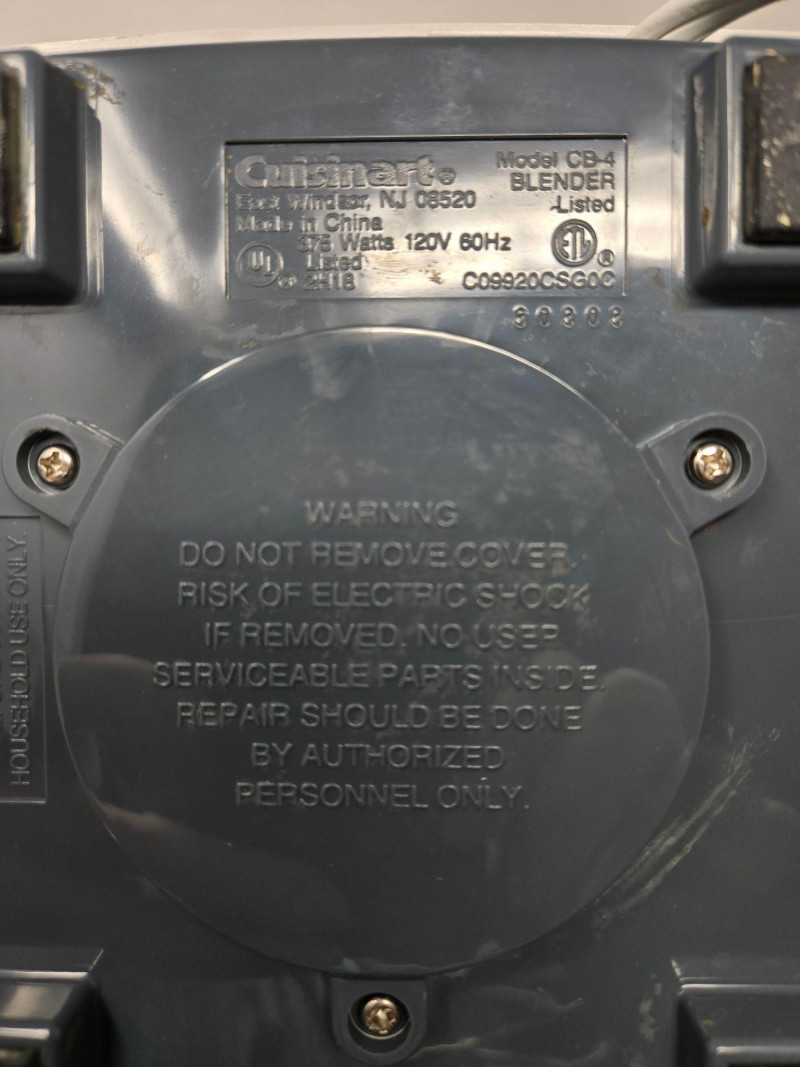 Cuisinart®
East Windsor, NJ 08520
Made in China
375 Watts 120V 60Hz
UL ® Listed
2H18
Model CB-4
BLENDER
Listed
ETL ®
C09920CSG0C
30303
WARNING
DO NOT REMOVE COVER.
RISK OF ELECTRIC SHOCK
IF REMOVED. NO USER
SERVICEABLE PARTS INSIDE.
REPAIR SHOULD BE DONE
BY AUTHORIZED
PERSONNEL ONLY.
HOUSEHOLD USE ONLY.